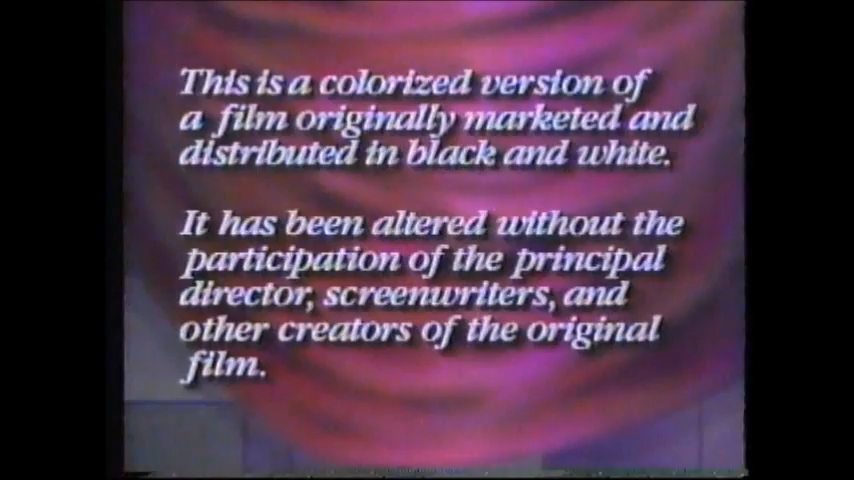 This is a colorized version of
a film originally marketed and
distributed in black and white.
It has been altered without the
participation of the principal
director, screenwriters, and
other creators of the original
film.